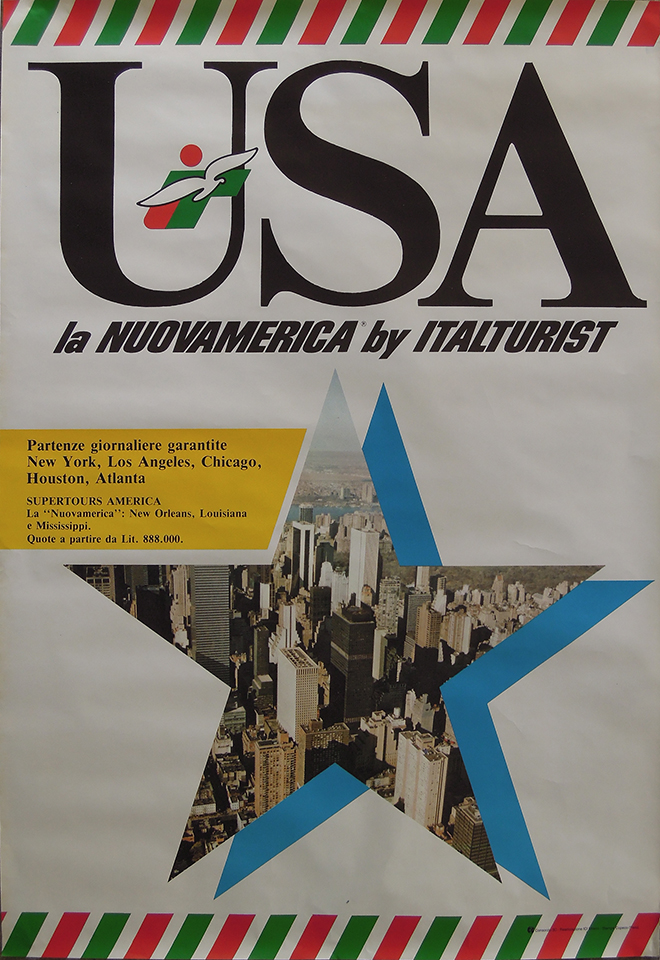 USA
la NUOVAMERICA® by ITALTURIST
Partenze giornaliere garantite
New York, Los Angeles, Chicago,
Houston, Atlanta
SUPERTOURS AMERICA
La "Nuovamerica": New Orleans, Louisiana
e Mississippi.
Quote a partire da Lit. 888.000.